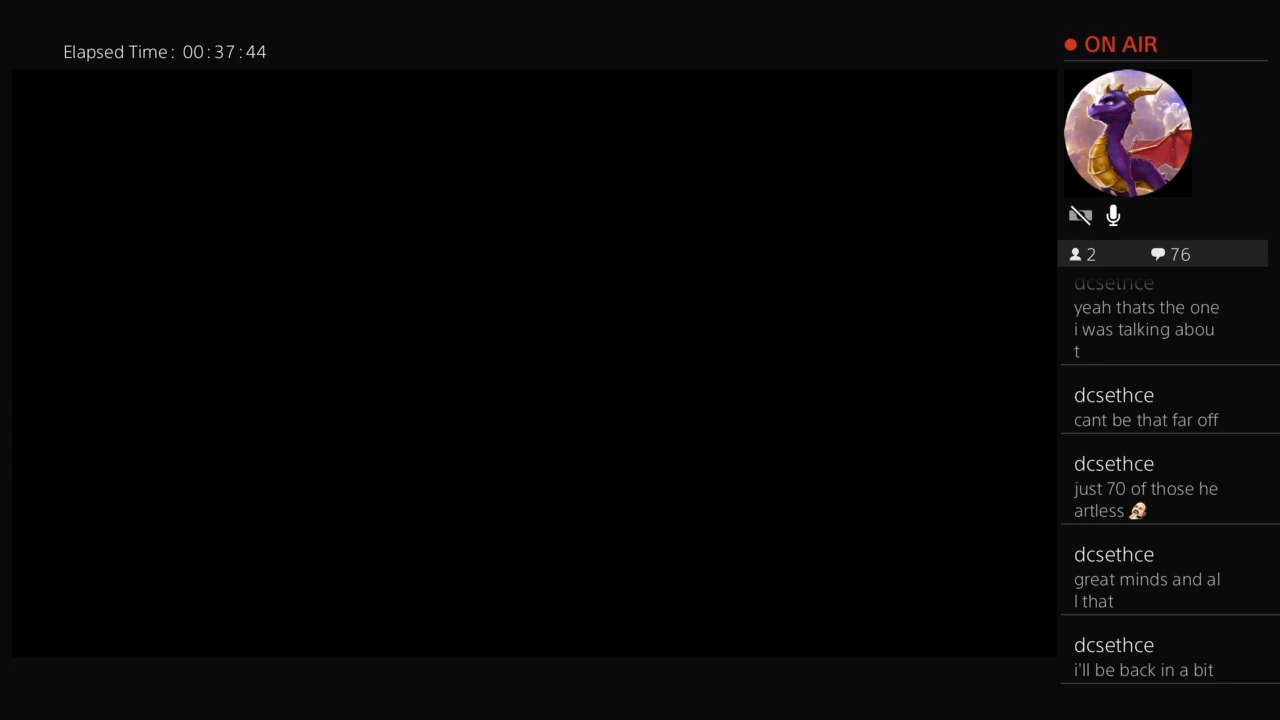 Elapsed Time: 00:37:44
ON AIR
2 76
dcsethce
yeah thats the one
i was talking abou
t
dcsethce
cant be that far off
dcsethce
just 70 of those he
artless
dcsethce
great minds and al
l that
dcsethce
i'll be back in a bit